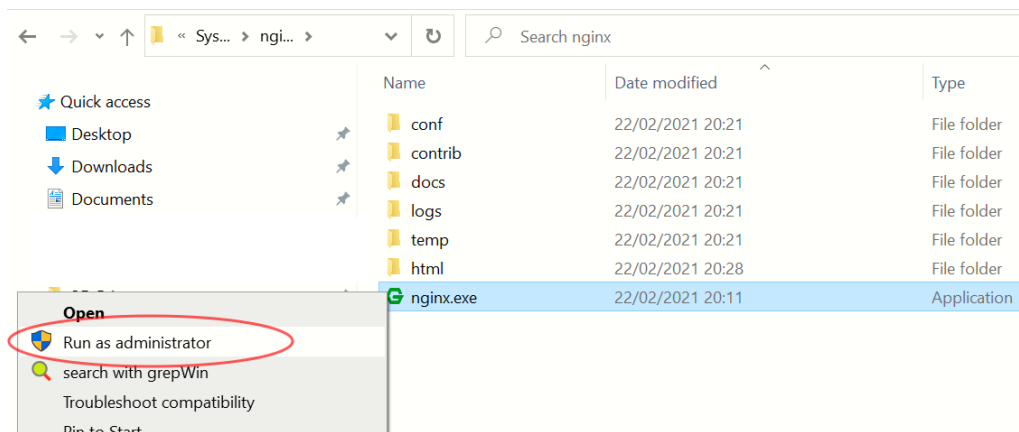 « Sys... > ngi... >
Search nginx
Name Date modified Type
Quick access
Desktop
Downloads
Documents
conf 22/02/2021 20:21 File folder
contrib 22/02/2021 20:21 File folder
docs 22/02/2021 20:21 File folder
logs 22/02/2021 20:21 File folder
temp 22/02/2021 20:21 File folder
html 22/02/2021 20:28 File folder
nginx.exe 22/02/2021 20:11 Application
Open
Run as administrator
search with grepWin
Troubleshoot compatibility
Pin to Start